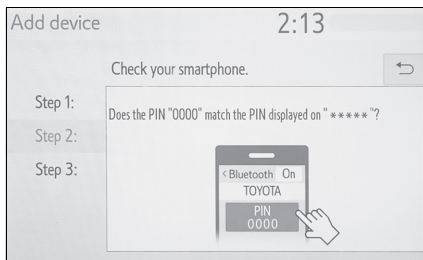 Add device
2:13
Check your smartphone.
Step 1:
Does the PIN "0000" match the PIN displayed on " ***** "?
Step 2:
Step 3:
< Bluetooth On
TOYOTA
PIN
0000